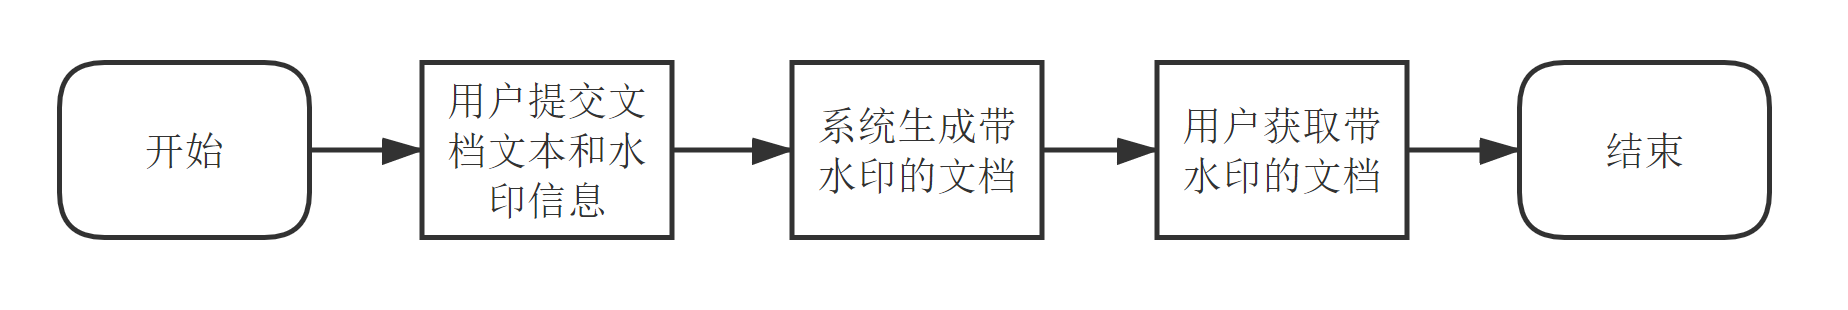 开始
用户提交文
档文本和水
印信息
系统生成带
水印的文档
用户获取带
水印的文档
结束